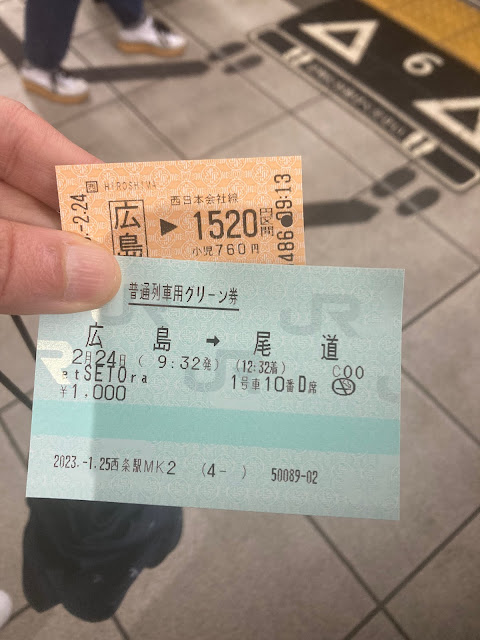 HIROSHIMA
西日本会社線
広島 ▶ 1520円区間
小児 760円
2.24
486 ●09:13
普通列車用グリーン券
広島 → 尾道
2月24日 ( 9:32発) (12:32着) C00
etSETOra 1号車10番D席
¥1,000
2023.-1.25西条駅MK2 (4- ) 50089-02
JR
JR
R
6